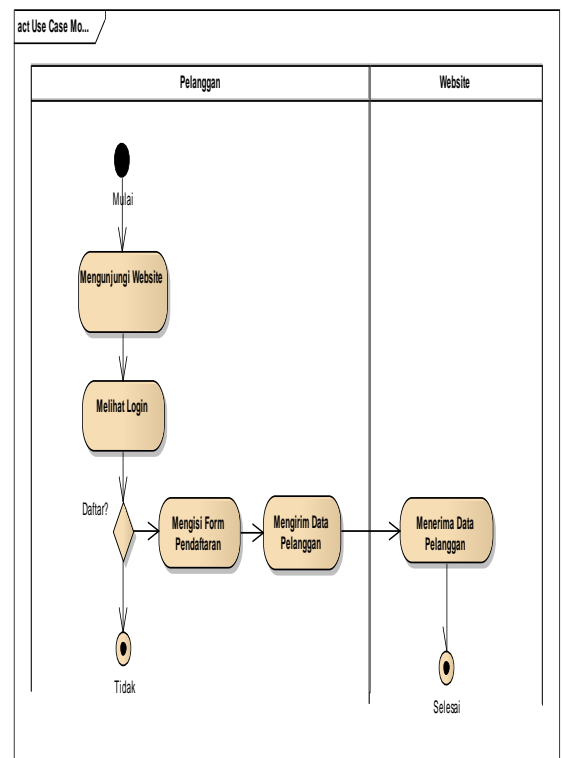 act Use Case Mo...
Pelanggan
Website
Mulai
Mengunjungi Website
Melihat Login
Daftar?
Mengisi Form
Pendaftaran
Mengirim Data
Pelanggan
Menerima Data
Pelanggan
Tidak
Selesai